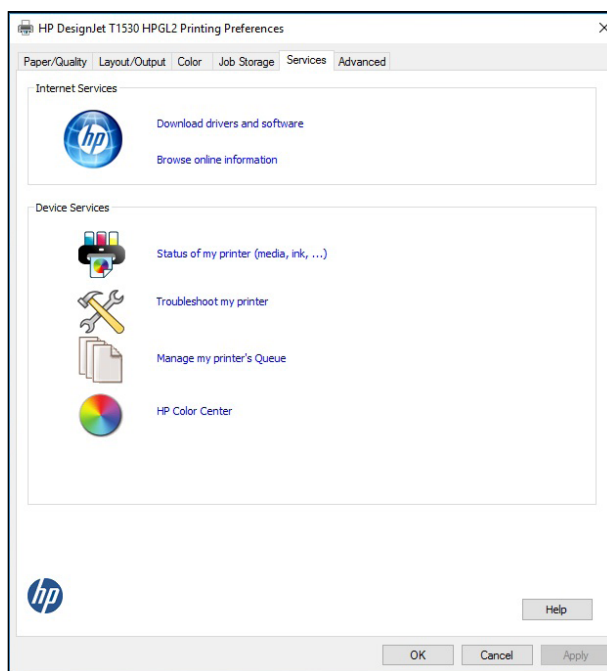 HP DesignJet T1530 HPGL2 Printing Preferences
Paper/Quality Layout/Output Color Job Storage Services Advanced
Internet Services
hp
Download drivers and software
Browse online information
Device Services
Status of my printer (media, ink, ...)
Troubleshoot my printer
Manage my printer's Queue
HP Color Center
hp
Help
OK Cancel Apply